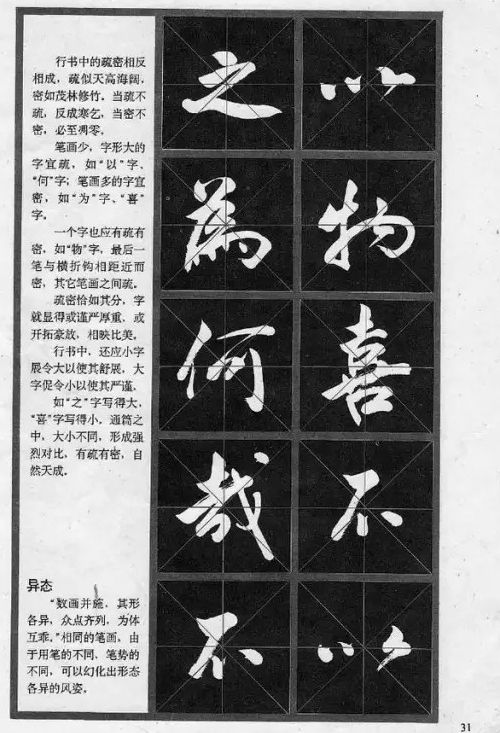 行书中的疏密相反
相成，疏似天高海阔，
密如茂林修竹。当疏不
疏，反成寒乞，当密不
密，必至凋零。
笔画少，字形大的
字宜疏，如“以”字、
“何”字；笔画多的字宜
密，如“为”字、“喜”
字。
一个字也应有疏有
密，如“物”字，最后一
笔与横折钩相距近而
密，其它笔画之间疏。
疏密恰如其分，字
就显得或谨严厚重，或
开拓豪放，相映比美。
行书中，还应小字
展令大以使其舒展，大
字促令小以使其严谨。
如“之”字写得大，
“喜”字写得小。通篇之
中，大小不同，形成强
烈对比，有疏有密，自
然天成。
异态
“数画并施，其形
各异，众点齐列，为体
互乖。”相同的笔画，由
于用笔的不同，笔势的
不同，可以幻化出形态
各异的风姿。
以物喜不以
之為何哉不
31